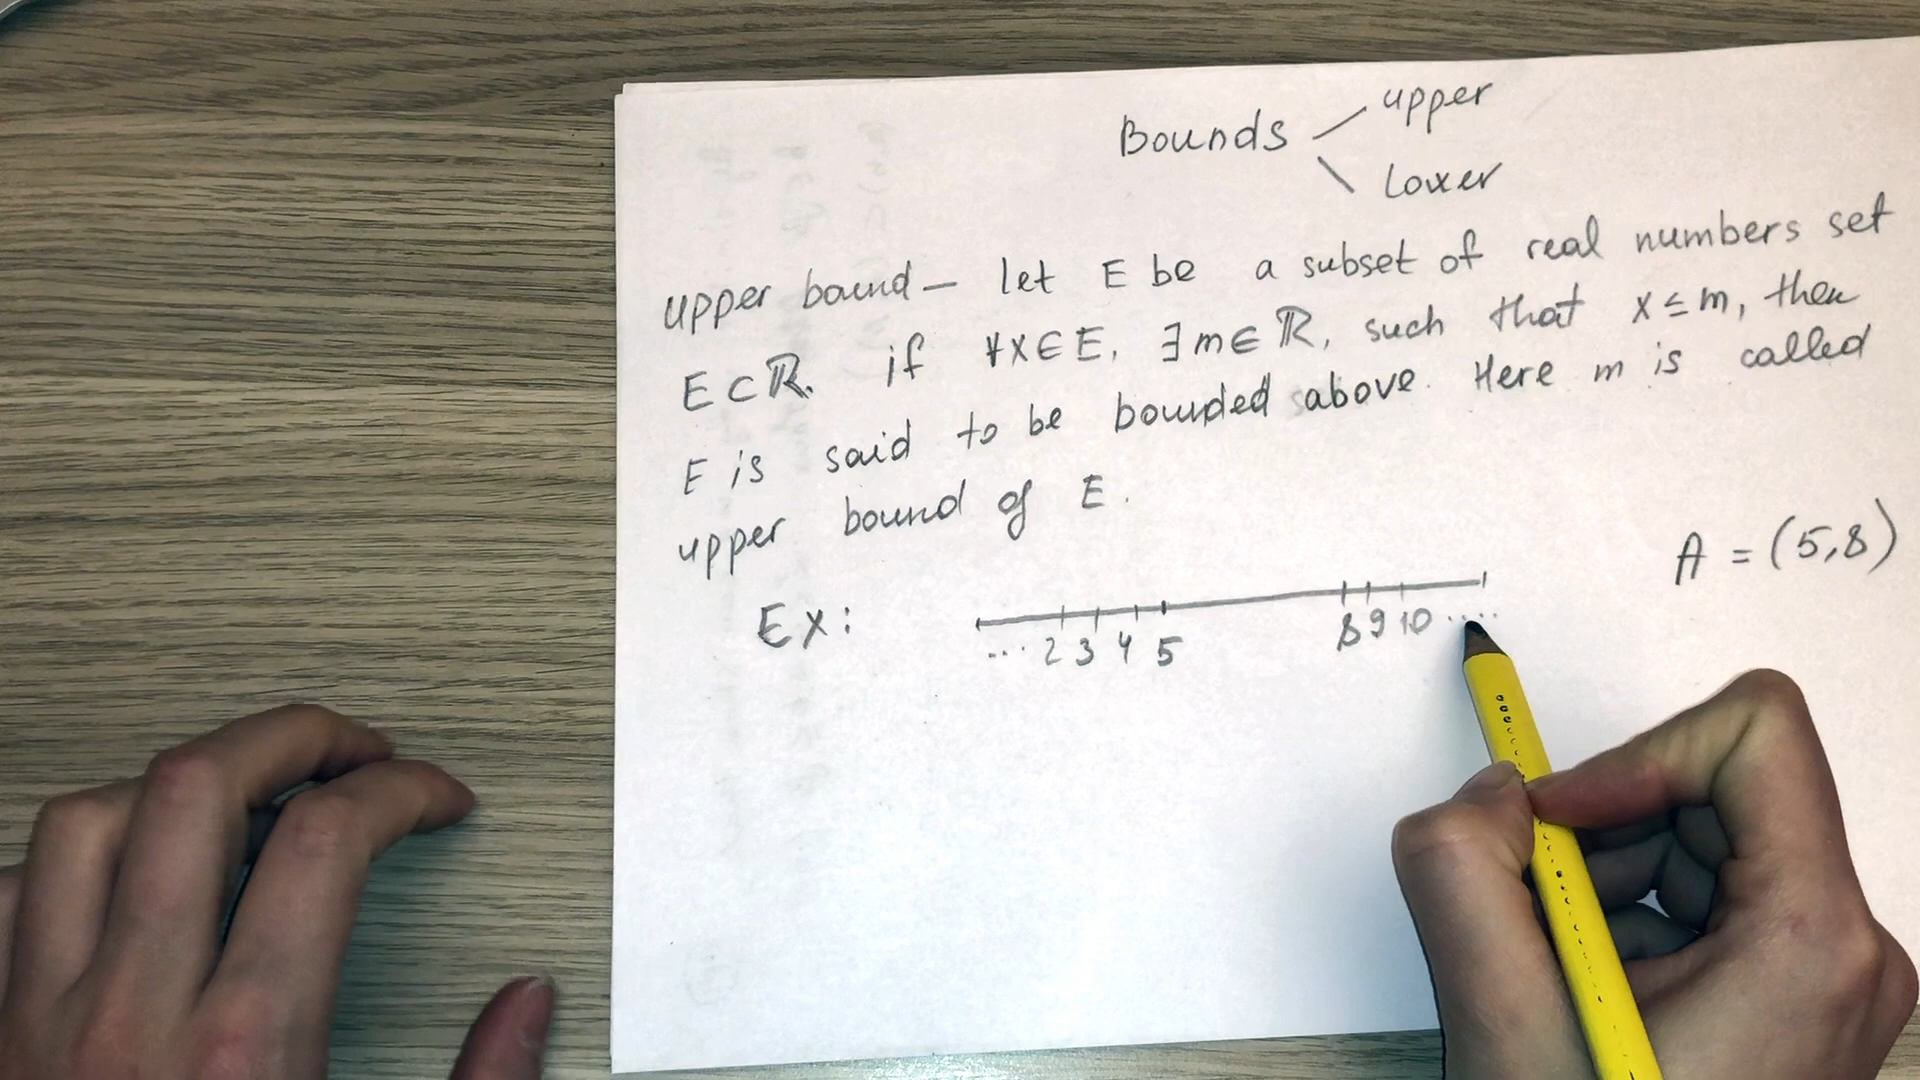 Bounds
upper
Lower
upper bound – let E be a subset of real numbers set
E ⊂ ℝ. if ∀x∈E, ∃m∈ℝ, such that x ≤ m, then
E is said to be bounded above. Here m is called
upper bound of E.
A = (5,8)
Ex:
... 2 3 4 5 8 9 10 .....